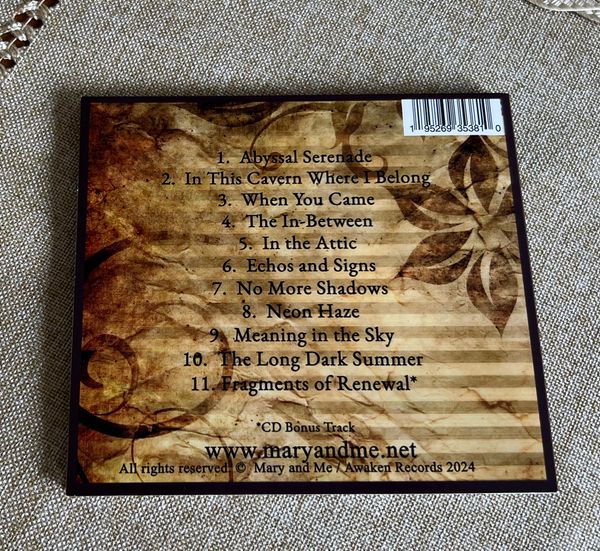 1 95269 35381 0
1. Abyssal Serenade
2. In This Cavern Where I Belong
3. When You Came
4. The In-Between
5. In the Attic
6. Echos and Signs
7. No More Shadows
8. Neon Haze
9. Meaning in the Sky
10. The Long Dark Summer
11. Fragments of Renewal*
*CD Bonus Track
www.maryandme.net
All rights reserved. © Mary and Me / Awaken Records 2024